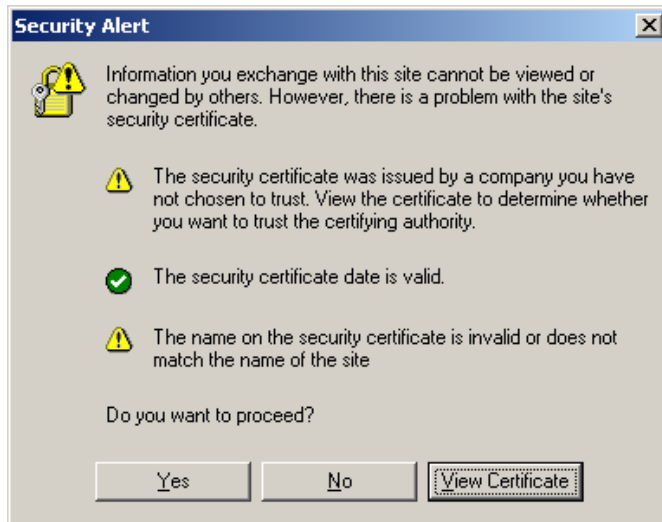 Security Alert
Information you exchange with this site cannot be viewed or
changed by others. However, there is a problem with the site's
security certificate.
The security certificate was issued by a company you have
not chosen to trust. View the certificate to determine whether
you want to trust the certifying authority.
The security certificate date is valid.
The name on the security certificate is invalid or does not
match the name of the site
Do you want to proceed?
Yes
No
View Certificate